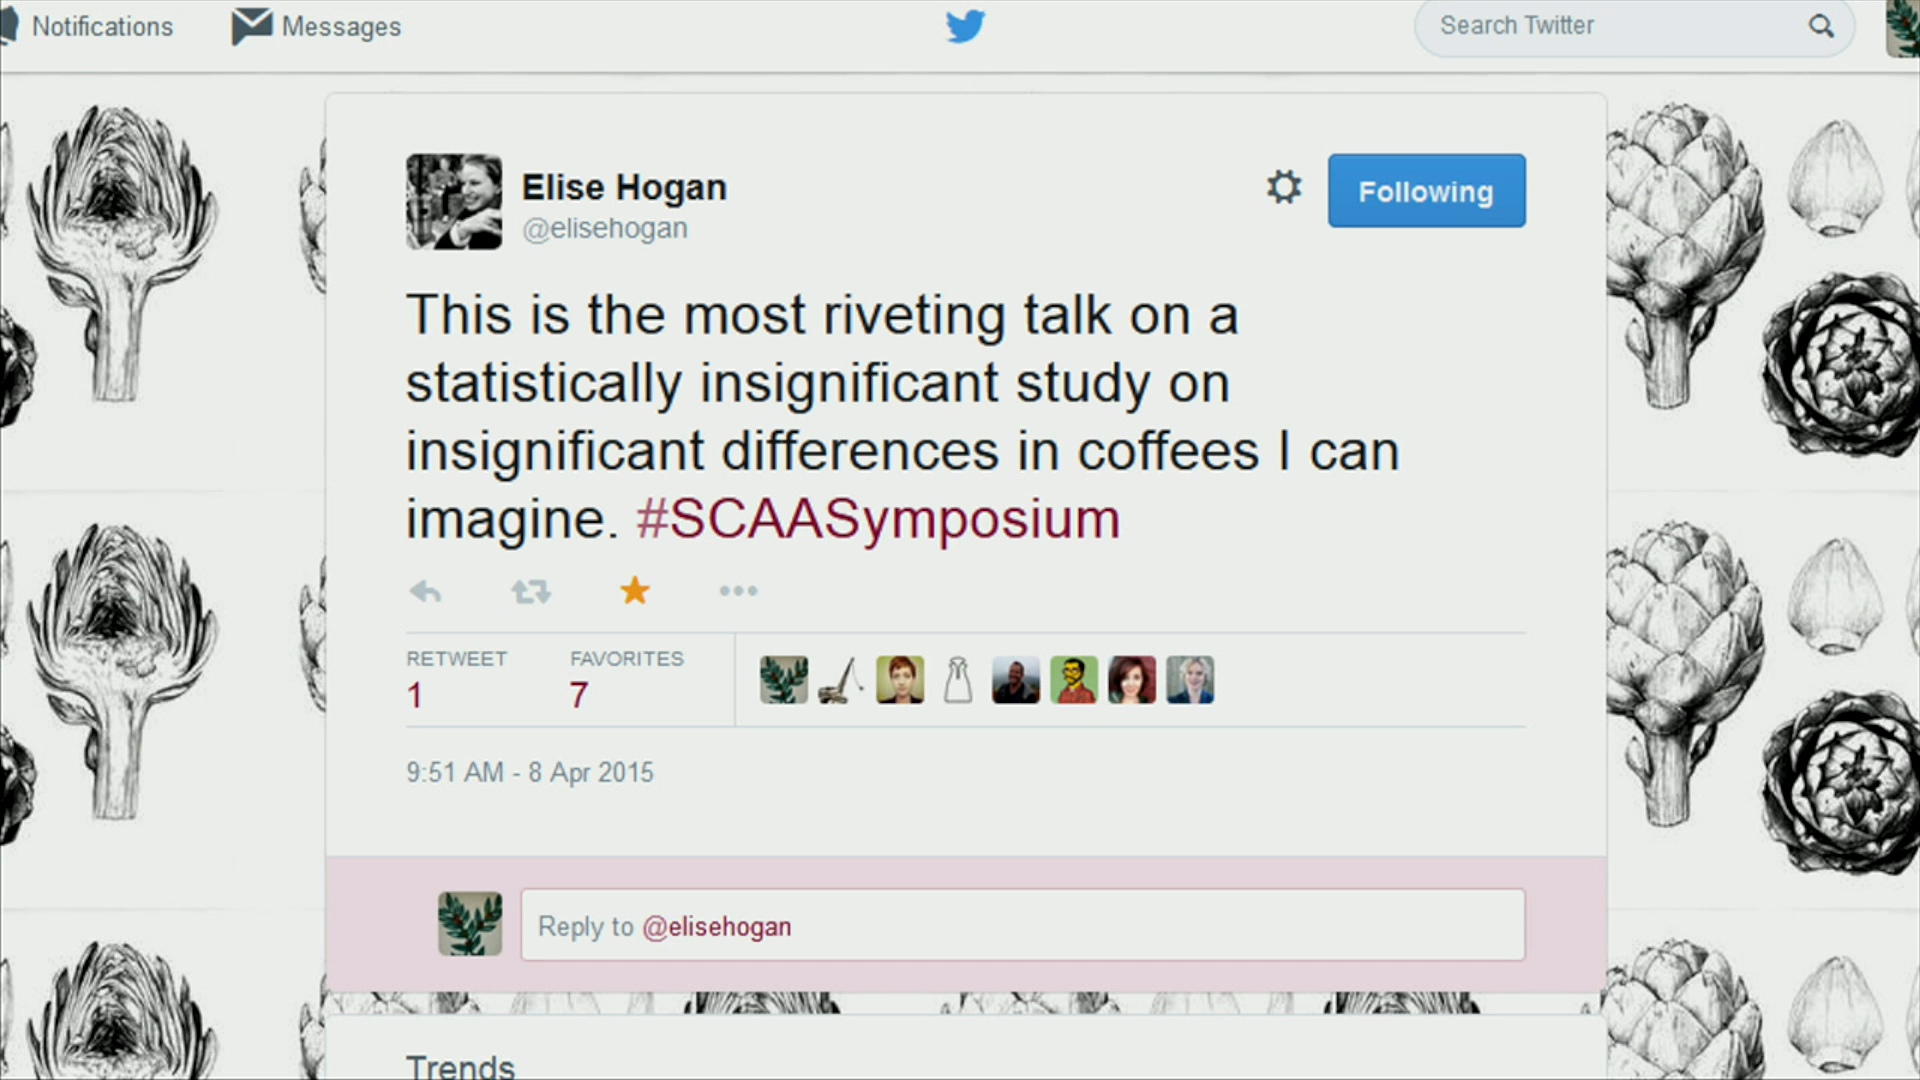 Notifications
Messages
Search Twitter
Elise Hogan
@elisehogan
Following
This is the most riveting talk on a
statistically insignificant study on
insignificant differences in coffees I can
imagine. #SCAASymposium
RETWEET
1
FAVORITES
7
9:51 AM - 8 Apr 2015
Reply to @elisehogan
Trends